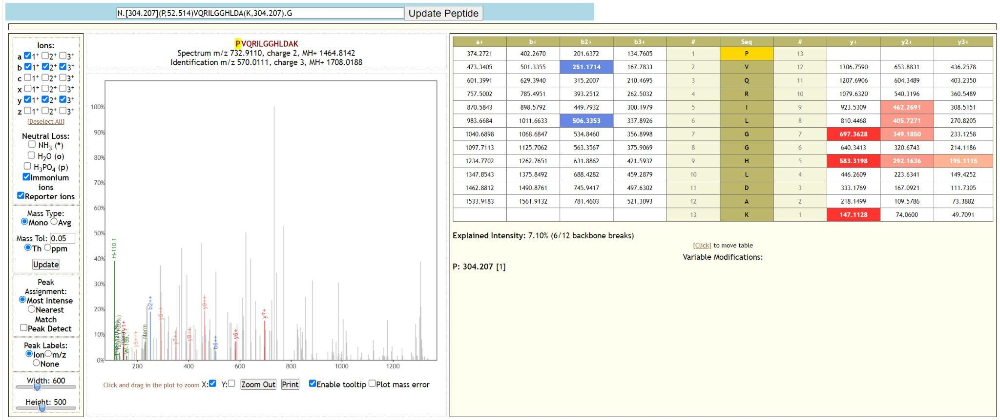 N.[304.207](P,52.514)VQRILGGHLDA(K,304.207).G Update Peptide
Ions:
a 1+ 2+ 3+
b 1+ 2+ 3+
c 1+ 2+ 3+
x 1+ 2+ 3+
y 1+ 2+ 3+
z 1+ 2+ 3+
[Deselect All]
Neutral Loss:
NH3 (*)
H2O (o)
H3PO4 (p)
Immonium
ions
Reporter ions
Mass Type:
Mono Avg
Mass Tol: 0.05
Th ppm
Update
Peak
Assignment:
Most Intense
Nearest
Match
Peak Detect
Peak Labels:
Ion m/z
None
Width: 600
Height: 500
PVQRILGGHLDAK
Spectrum m/z 732.9110, charge 2, MH+ 1464.8142
Identification m/z 570.0111, charge 3, MH+ 1708.0188
100%
90%
80%
70%
60%
50%
40%
30%
20%
10%
0%
H-110.1
y1+
W-159.1
y5+++
nterm
b2++
y5++
y7++
y8++
y9++
b6++
y5+
y7+
200 400 600 800 1000 1200
Click and drag in the plot to zoom X: Y: Zoom Out Print Enable tooltip Plot mass error
a+ b+ b2+ b3+ # Seq # y+ y2+ y3+
374.2721 402.2670 201.6372 134.7605 1 P 13
473.3405 501.3355 251.1714 167.7833 2 V 12 1306.7590 653.8831 436.2578
601.3991 629.3940 315.2007 210.4695 3 Q 11 1207.6906 604.3489 403.2350
757.5002 785.4951 393.2512 262.5032 4 R 10 1079.6320 540.3196 360.5489
870.5843 898.5792 449.7932 300.1979 5 I 9 923.5309 462.2691 308.5151
983.6684 1011.6633 506.3353 337.8926 6 L 8 810.4468 405.7271 270.8205
1040.6898 1068.6847 534.8460 356.8998 7 G 7 697.3628 349.1850 233.1258
1097.7113 1125.7062 563.3567 375.9069 8 G 6 640.3413 320.6743 214.1186
1234.7702 1262.7651 631.8862 421.5932 9 H 5 583.3198 292.1636 195.1115
1347.8543 1375.8492 688.4282 459.2879 10 L 4 446.2609 223.6341 149.4252
1462.8812 1490.8761 745.9417 497.6302 11 D 3 333.1769 167.0921 111.7305
1533.9183 1561.9132 781.4603 521.3093 12 A 2 218.1499 109.5786 73.3882
13 K 1 147.1128 74.0600 49.7091
Explained Intensity: 7.10% (6/12 backbone breaks)
[Click] to move table
Variable Modifications:
P: 304.207 [1]